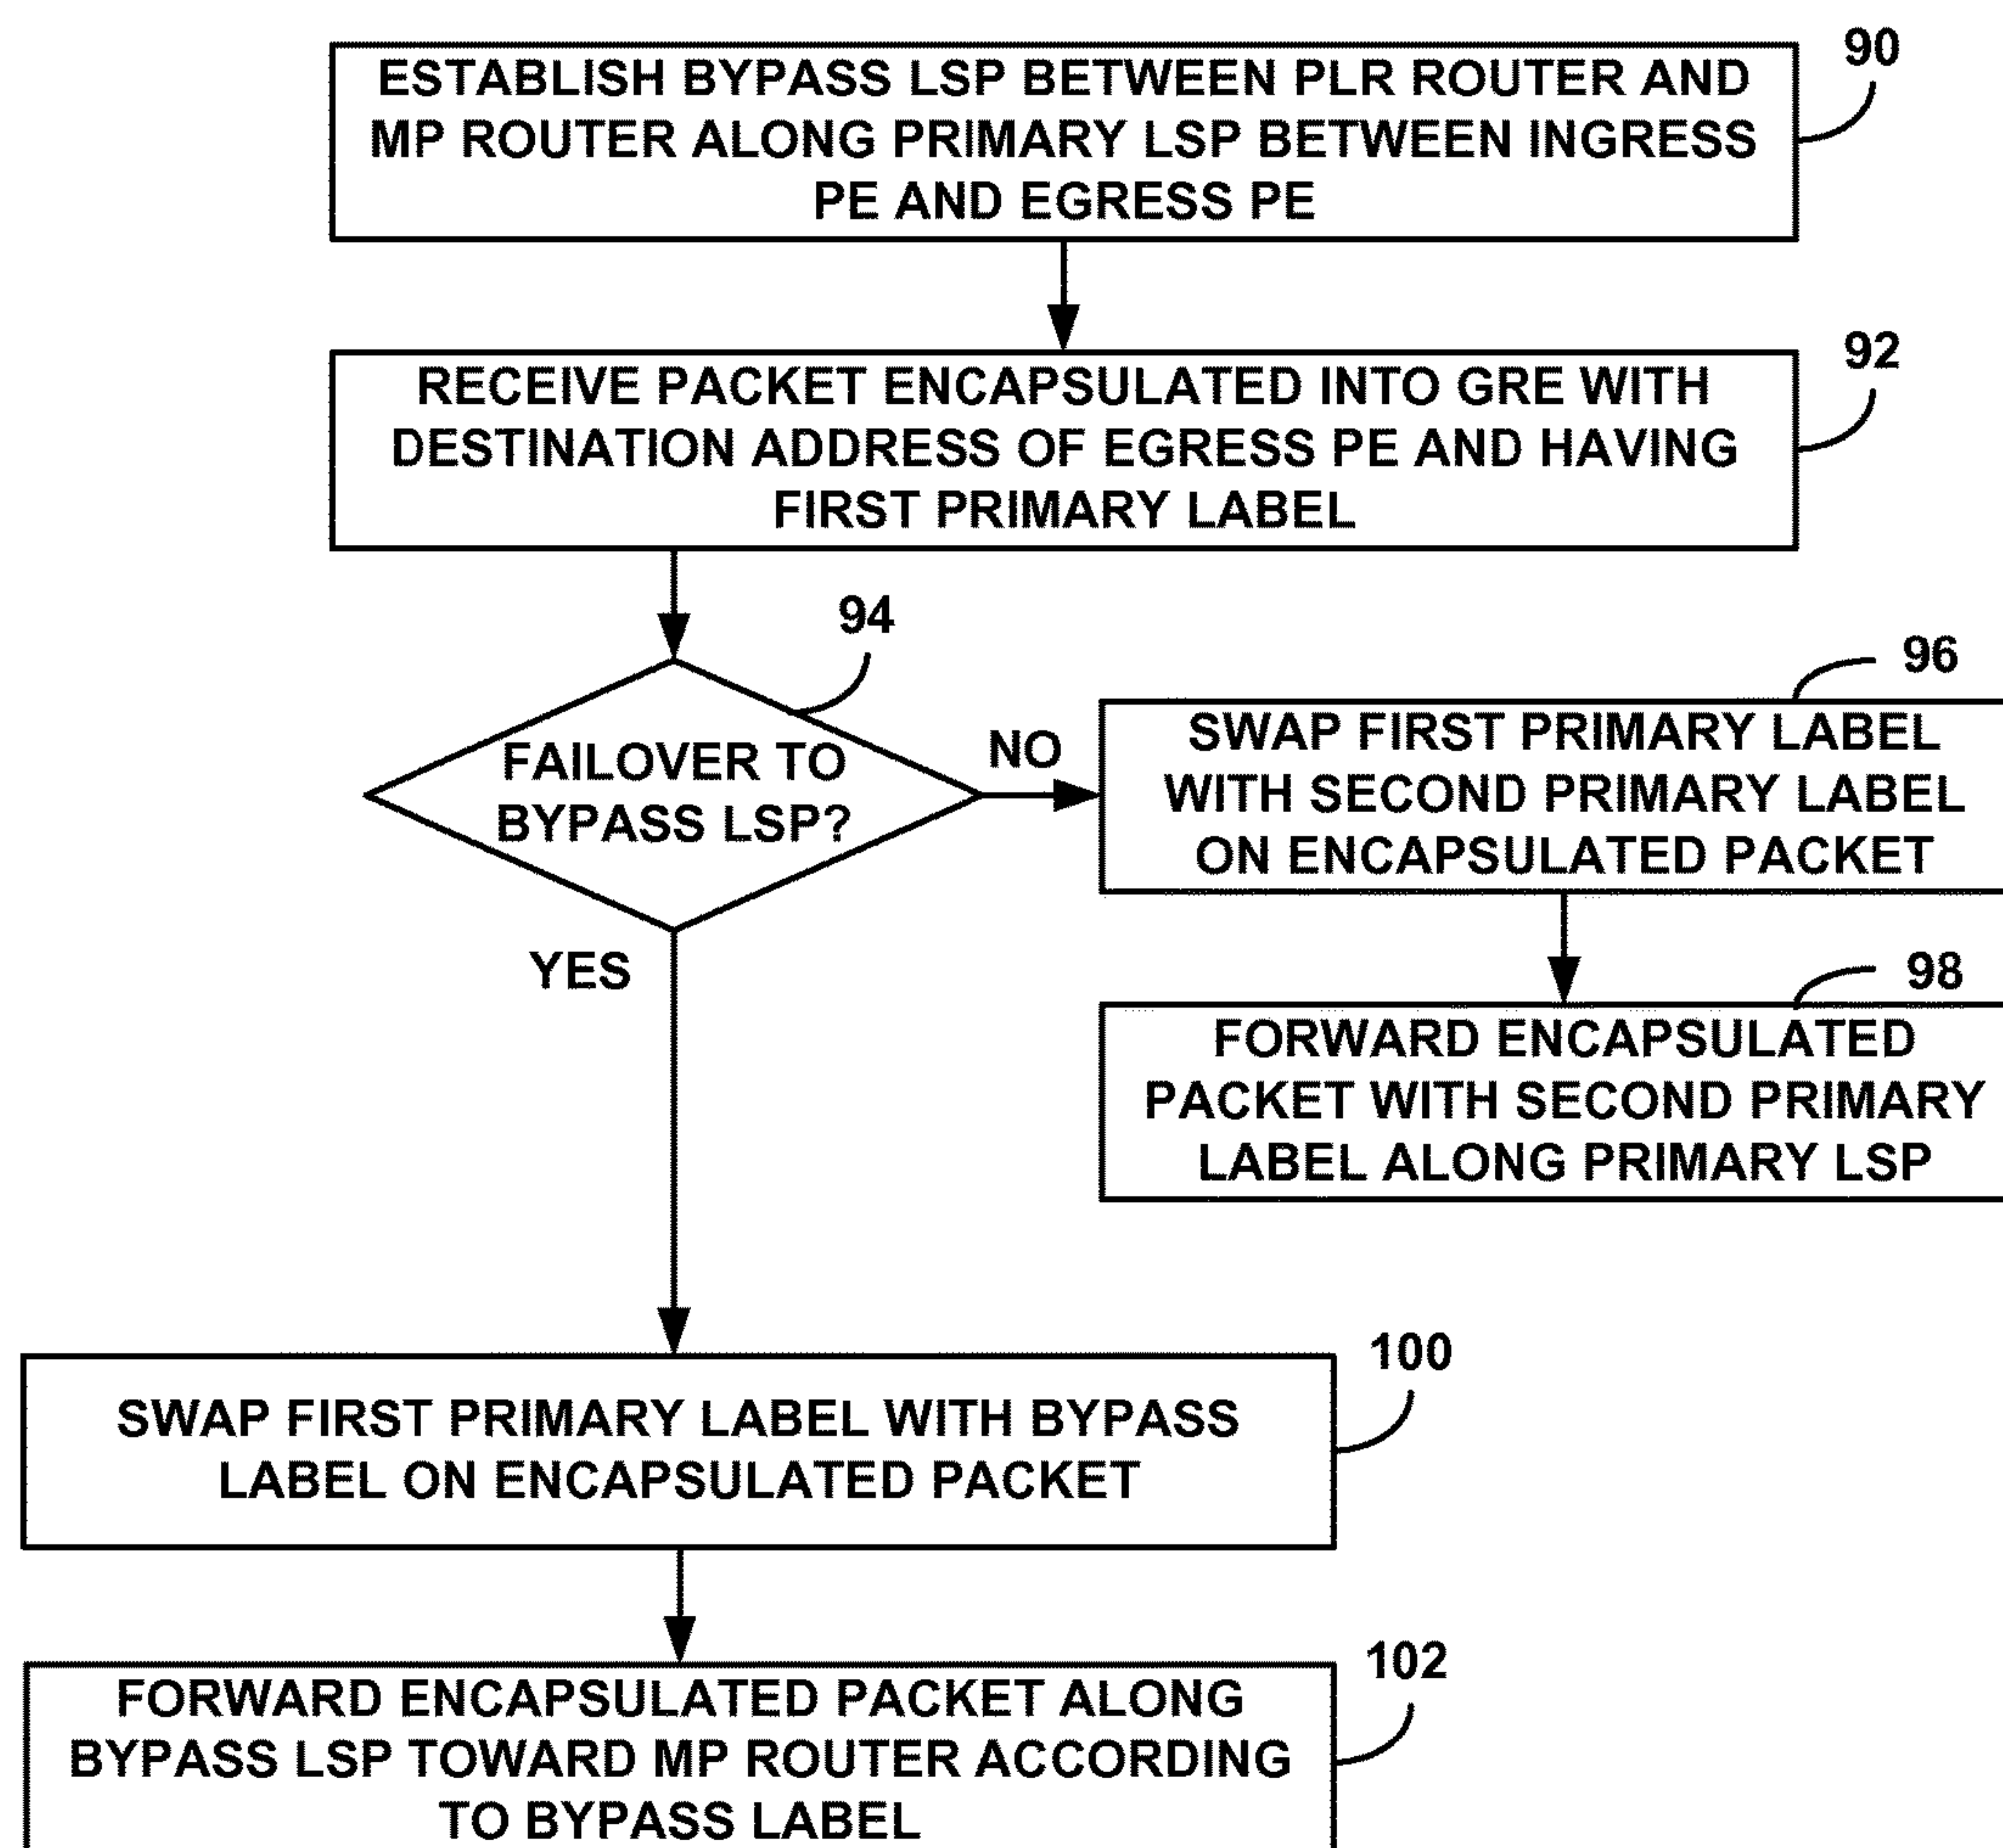 90
ESTABLISH BYPASS LSP BETWEEN PLR ROUTER AND
MP ROUTER ALONG PRIMARY LSP BETWEEN INGRESS
PE AND EGRESS PE
92
RECEIVE PACKET ENCAPSULATED INTO GRE WITH
DESTINATION ADDRESS OF EGRESS PE AND HAVING
FIRST PRIMARY LABEL
94
FAILOVER TO
BYPASS LSP?
NO
96
SWAP FIRST PRIMARY LABEL
WITH SECOND PRIMARY LABEL
ON ENCAPSULATED PACKET
98
FORWARD ENCAPSULATED
PACKET WITH SECOND PRIMARY
LABEL ALONG PRIMARY LSP
YES
100
SWAP FIRST PRIMARY LABEL WITH BYPASS
LABEL ON ENCAPSULATED PACKET
102
FORWARD ENCAPSULATED PACKET ALONG
BYPASS LSP TOWARD MP ROUTER ACCORDING
TO BYPASS LABEL